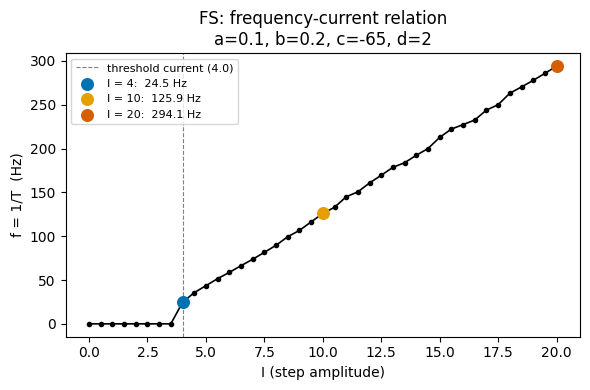 FS: frequency-current relation
a=0.1, b=0.2, c=-65, d=2
threshold current (4.0)
I = 4:  24.5 Hz
I = 10:  125.9 Hz
I = 20:  294.1 Hz
f = 1/T  (Hz)
300
250
200
150
100
50
0
0.0 2.5 5.0 7.5 10.0 12.5 15.0 17.5 20.0
I (step amplitude)